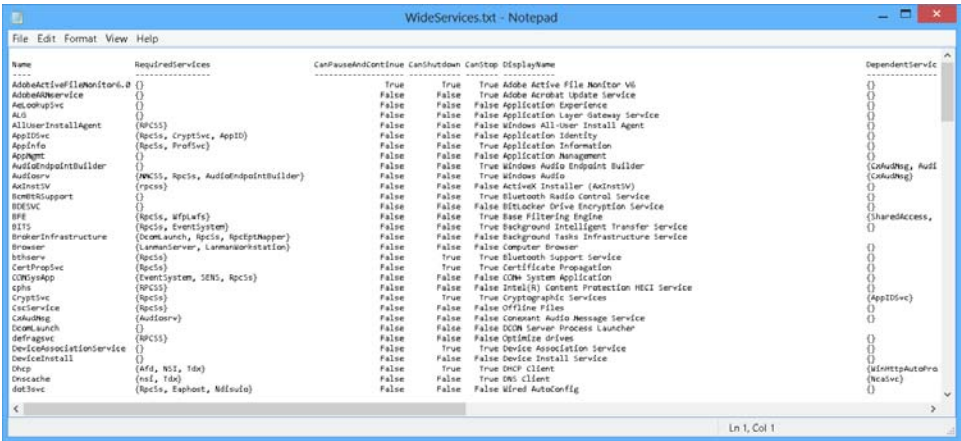 WideServices.txt - Notepad
File Edit Format View Help
Name RequiredServices CanPauseAndContinue CanShutdown CanStop DisplayName DependentServic
---- ---------------- ------------------- ----------- ------- ----------- ---------------
AdobeActiveFileMonitor6.0 {} True True True Adobe Active File Monitor V6 {}
AdobeARMservice {} False False True Adobe Acrobat Update Service {}
AeLookupSvc {} False False False Application Experience {}
ALG {} False False False Application Layer Gateway Service {}
AllUserInstallAgent {RPCSS} False False False Windows All-User Install Agent {}
AppIDSvc {RpcSs, CryptSvc, AppID} False False False Application Identity {}
Appinfo {RpcSs, ProfSvc} False False True Application Information {}
AppMgmt {} False False False Application Management {}
AudioEndpointBuilder {} False False True Windows Audio Endpoint Builder {CxAudMsg, Audi
Audiosrv {MMCSS, RpcSs, AudioEndpointBuilder} False False True Windows Audio {CxAudMsg}
AxInstSV {rpcss} False False False ActiveX Installer (AxInstSV) {}
BcmBtRSupport {} False False True Bluetooth Radio Control Service {}
BDESVC {} False False False BitLocker Drive Encryption Service {}
BFE {RpcSs, WfpLwfs} False False True Base Filtering Engine {SharedAccess,
BITS {RpcSs, EventSystem} False False True Background Intelligent Transfer Service {}
BrokerInfrastructure {DcomLaunch, RpcSs, RpcEptMapper} False False False Background Tasks Infrastructure Service
Browser {LanmanServer, LanmanWorkstation} False False False Computer Browser {}
bthserv {RpcSs} False True True Bluetooth Support Service {}
CertPropSvc {RpcSs} False True True Certificate Propagation {}
COMSysApp {EventSystem, SENS, RpcSs} False False False COM+ System Application {}
cphs {RPCSS} False False False Intel(R) Content Protection HECI Service {}
CryptSvc {RpcSs} False True True Cryptographic Services {AppIDSvc}
CscService {RpcSs} False False False Offline Files {}
CxAudMsg {Audiosrv} False False True Conexant Audio Message Service {}
DcomLaunch {} False False False DCOM Server Process Launcher
defragsvc {RPCSS} False False False Optimize drives {}
DeviceAssociationService {} False True True Device Association Service {}
DeviceInstall {} False False False Device Install Service {}
Dhcp {Afd, NSI, Tdx} False True True DHCP Client {WinHttpAutoPro
Dnscache {nsi, Tdx} False False True DNS Client {NcaSvc}
dot3svc {RpcSs, Eaphost, Ndisuio} False False False Wired AutoConfig {}
Ln 1, Col 1